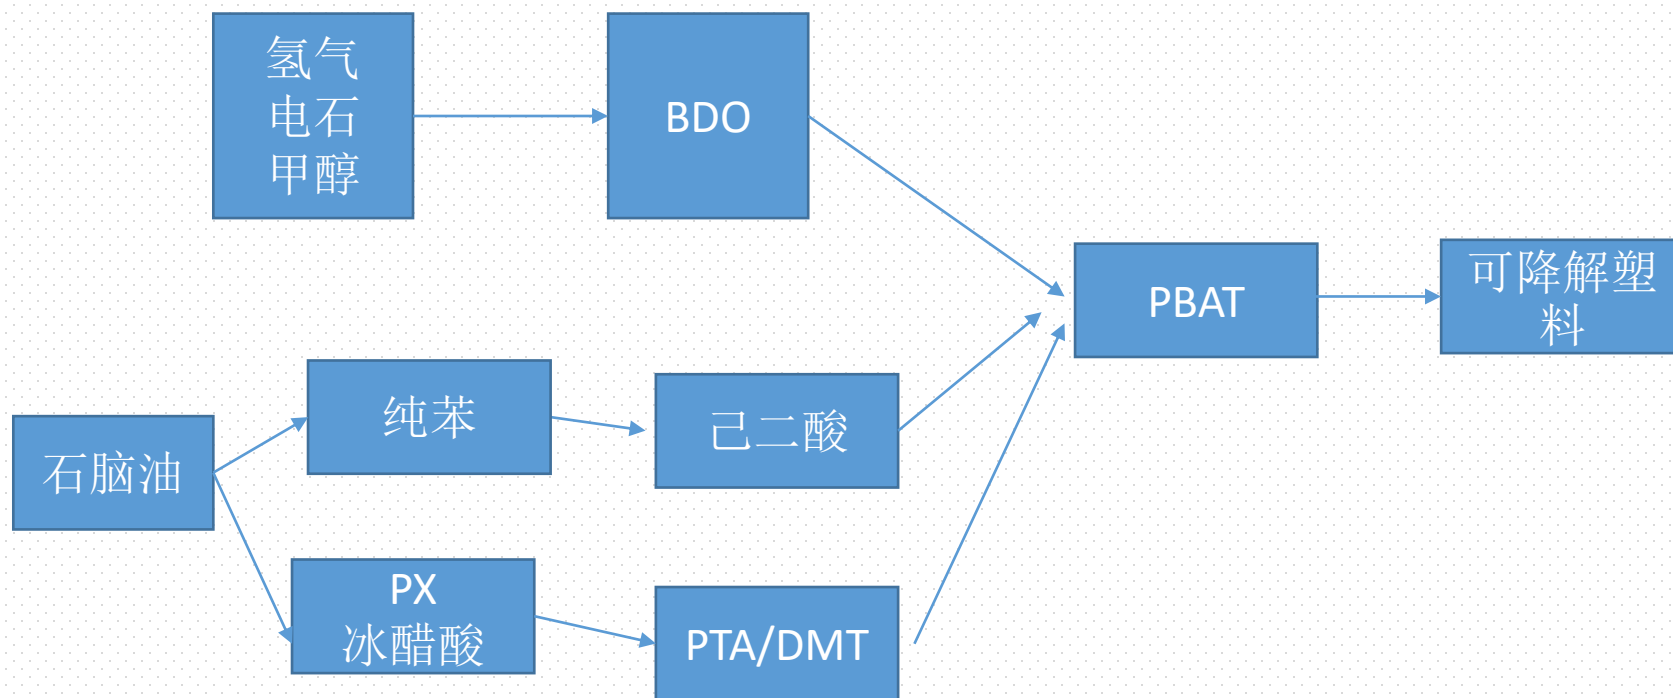 氢气
电石
甲醇
BDO
PBAT
可降解塑
料
纯苯
己二酸
石脑油
PX
冰醋酸
PTA/DMT